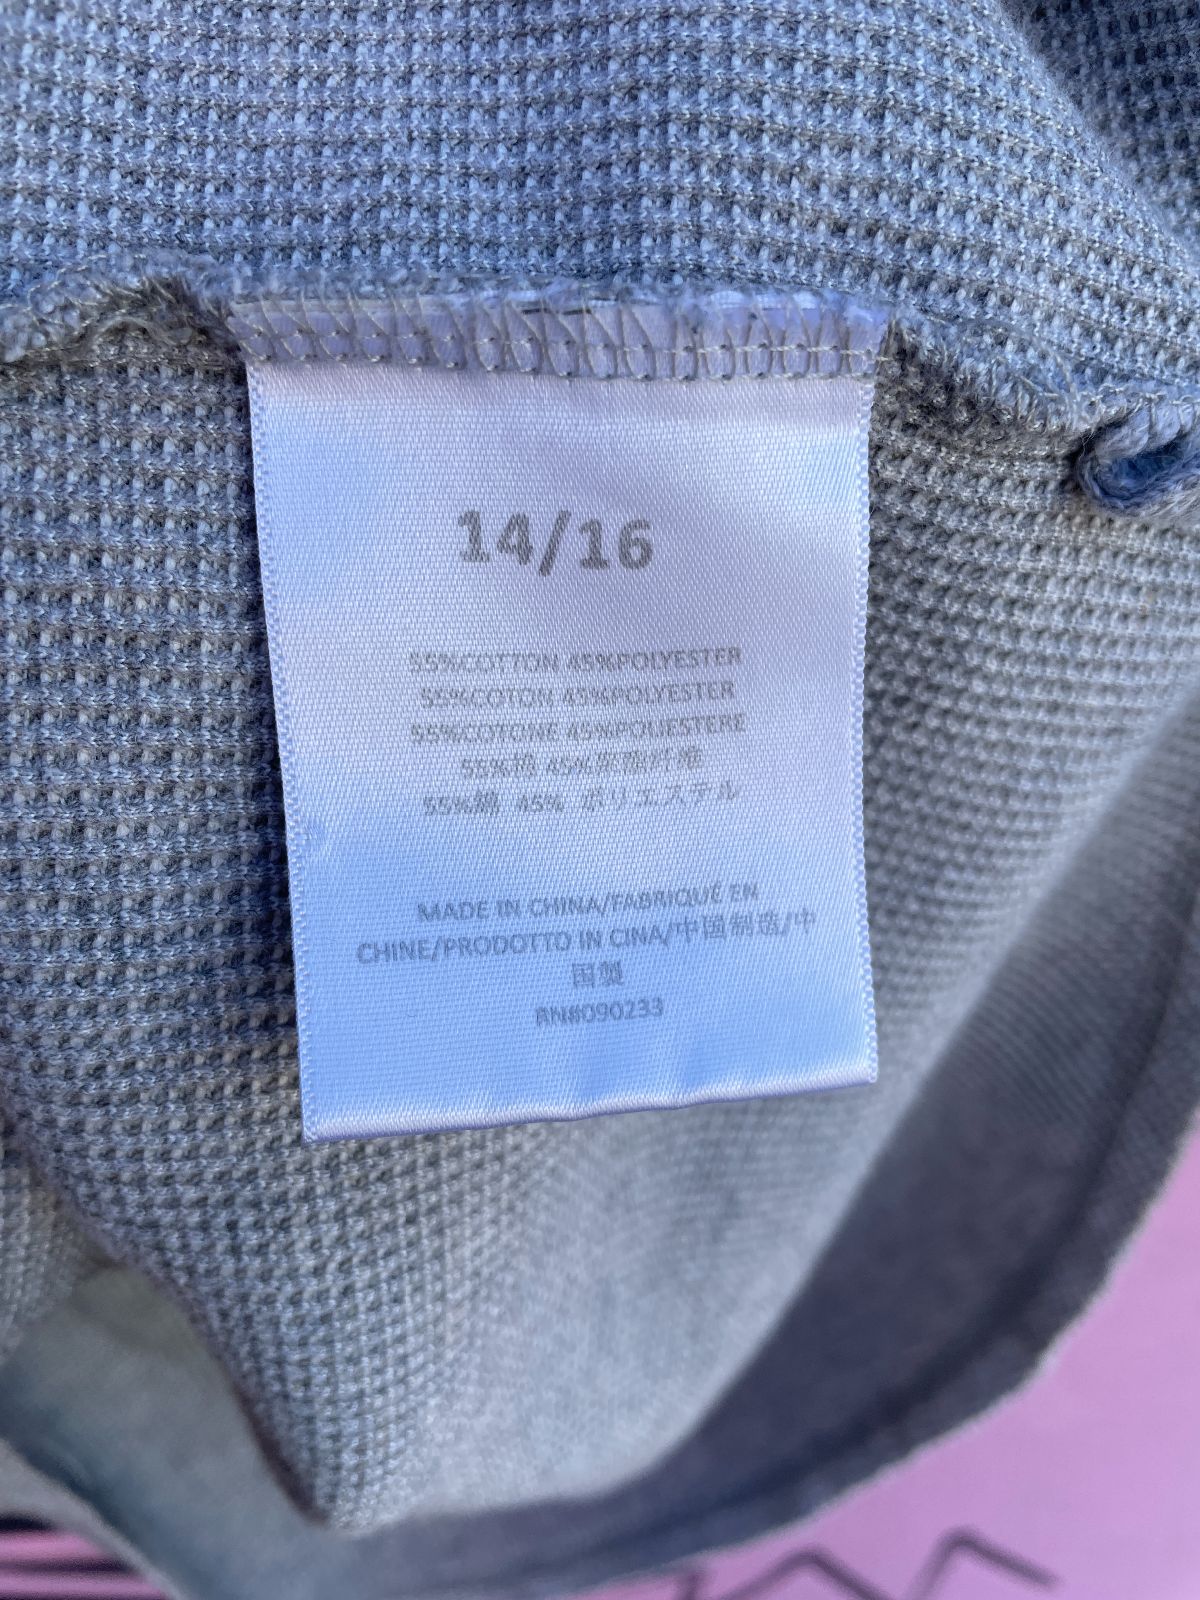 14/16
55%COTTON 45%POLYESTER
55%COTON 45%POLYESTER
55%COTONE 45%POLIESTERE
55%棉 45%聚酯纤维
55%綿 45% ポリエステル
MADE IN CHINA/FABRIQUÉ EN
CHINE/PRODOTTO IN CINA/中国制造/中
国製
RN8090233